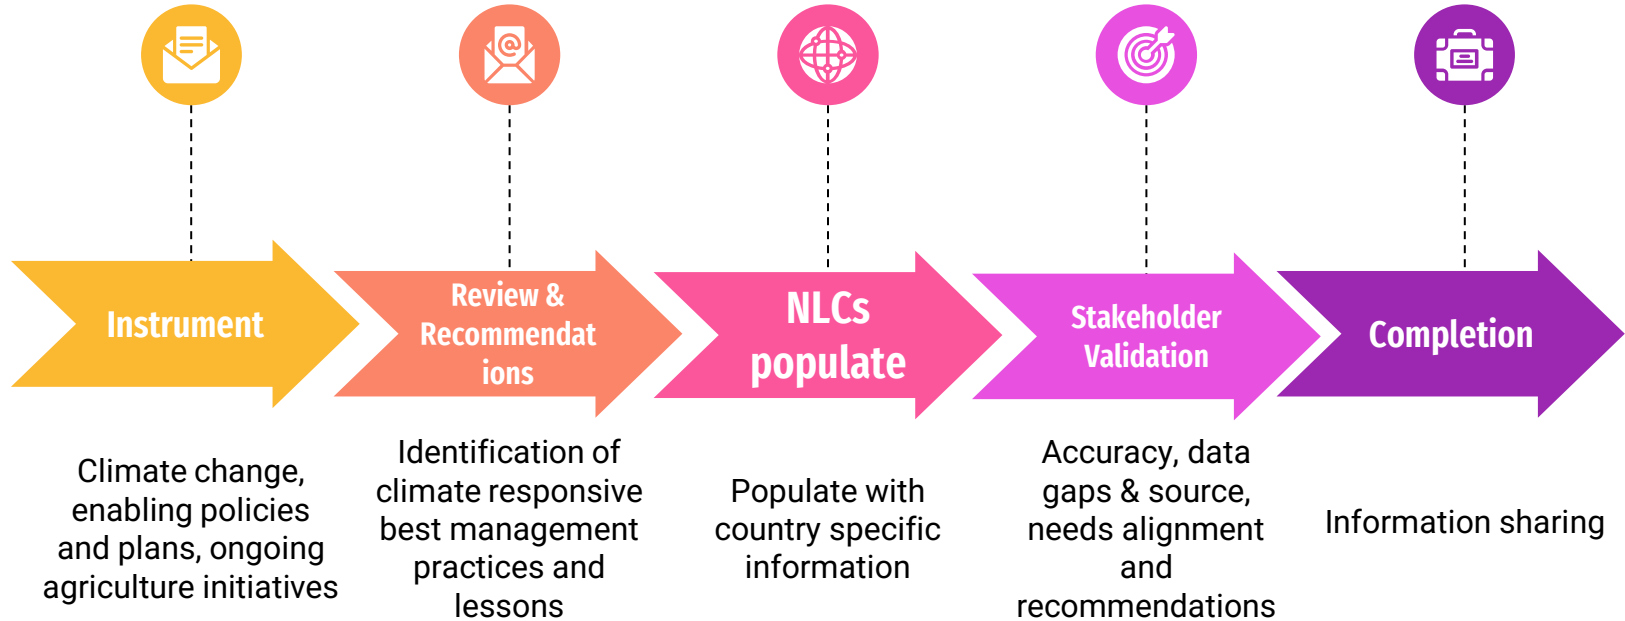 Instrument
Review &
Recommendat
ions
NLCs
populate
Stakeholder
Validation
Completion
Climate change,
enabling policies
and plans, ongoing
agriculture initiatives
Identification of
climate responsive
best management
practices and
lessons
Populate with
country specific
information
Accuracy, data
gaps & source,
needs alignment
and
recommendations
Information sharing